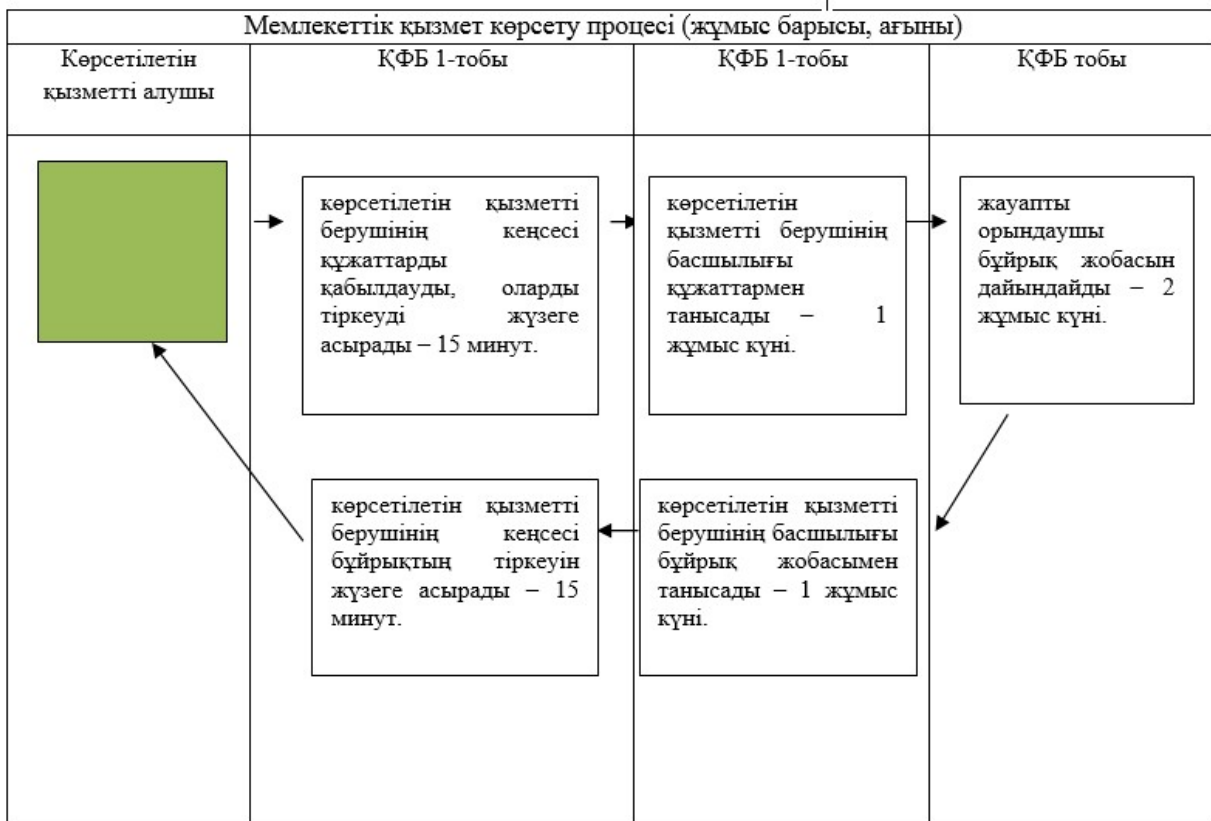 Мемлекеттік қызмет көрсету процесі (жұмыс барысы, ағыны)
Көрсетілетін
қызметті алушы
ҚФБ 1-тобы
ҚФБ 1-тобы
ҚФБ тобы
көрсетілетін қызметті
берушінің кеңсесі
құжаттарды
қабылдауды, оларды
тіркеуді жүзеге
асырады – 15 минут.
көрсетілетін
қызметті берушінің
басшылығы
құжаттармен
танысады – 1
жұмыс күні.
жауапты
орындаушы
бұйрық жобасын
дайындайды – 2
жұмыс күні.
көрсетілетін қызметті
берушінің кеңсесі
бұйрықтың тіркеуін
жүзеге асырады – 15
минут.
көрсетілетін қызметті
берушінің басшылығы
бұйрық жобасымен
танысады – 1 жұмыс
күні.